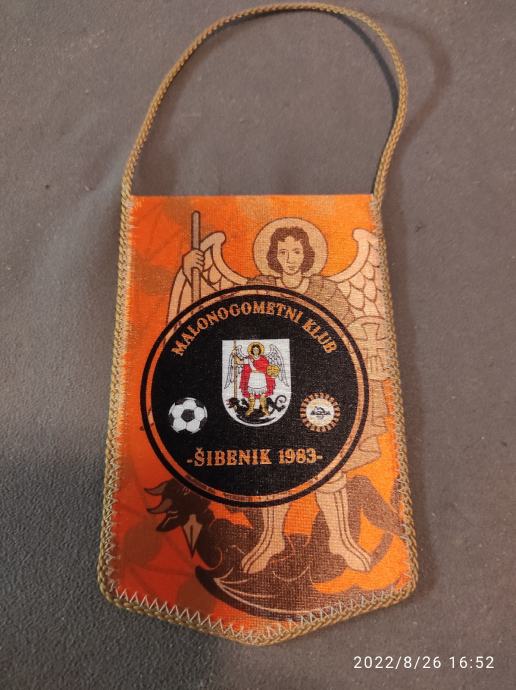 MALONOGOMETNI KLUB
-ŠIBENIK 1983-
2022/8/26 16:52